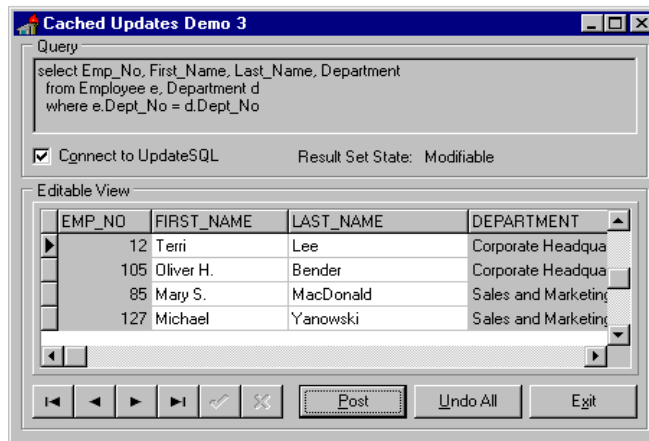 Cached Updates Demo 3
Query
select Emp_No, First_Name, Last_Name, Department
from Employee e, Department d
where e.Dept_No = d.Dept_No
Connect to UpdateSQL Result Set State: Modifiable
Editable View
EMP_NO FIRST_NAME LAST_NAME DEPARTMENT
12 Terri Lee Corporate Headqua
105 Oliver H. Bender Corporate Headqua
85 Mary S. MacDonald Sales and Marketing
127 Michael Yanowski Sales and Marketing
Post Undo All Exit